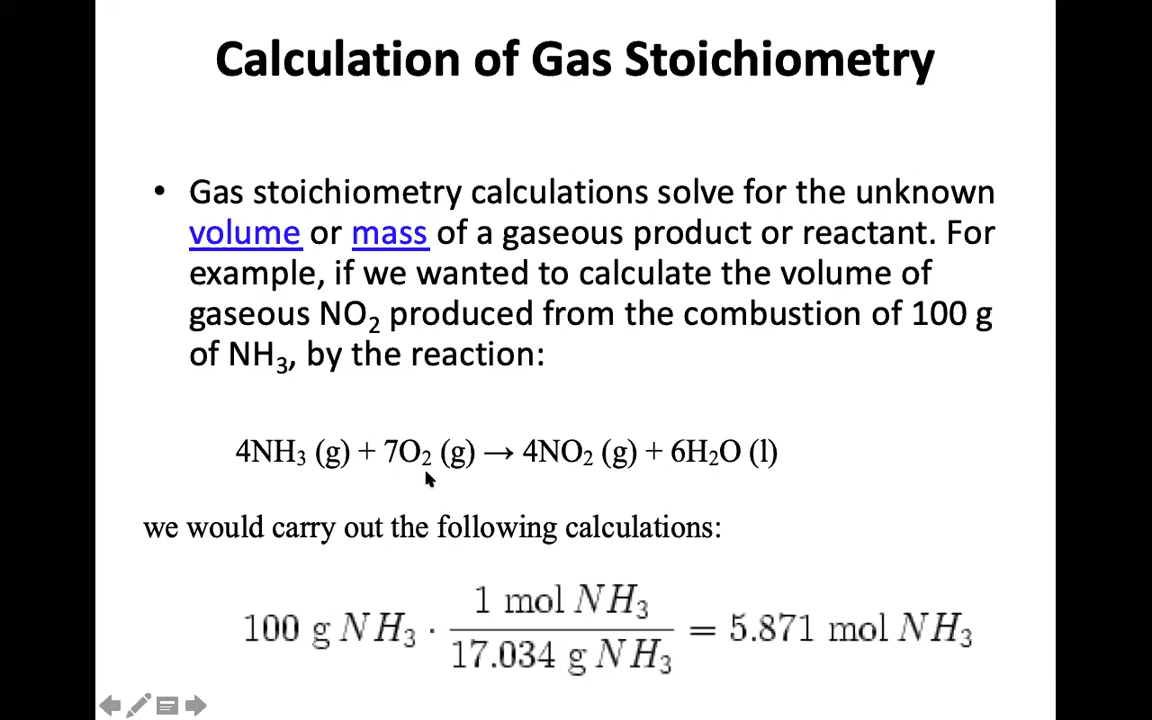 Calculation of Gas Stoichiometry
• Gas stoichiometry calculations solve for the unknown
volume or mass of a gaseous product or reactant. For
example, if we wanted to calculate the volume of
gaseous NO₂ produced from the combustion of 100 g
of NH₃, by the reaction:
4NH₃ (g) + 7O₂ (g) → 4NO₂ (g) + 6H₂O (l)
we would carry out the following calculations:
100 g NH₃ · 1 mol NH₃ / 17.034 g NH₃ = 5.871 mol NH₃